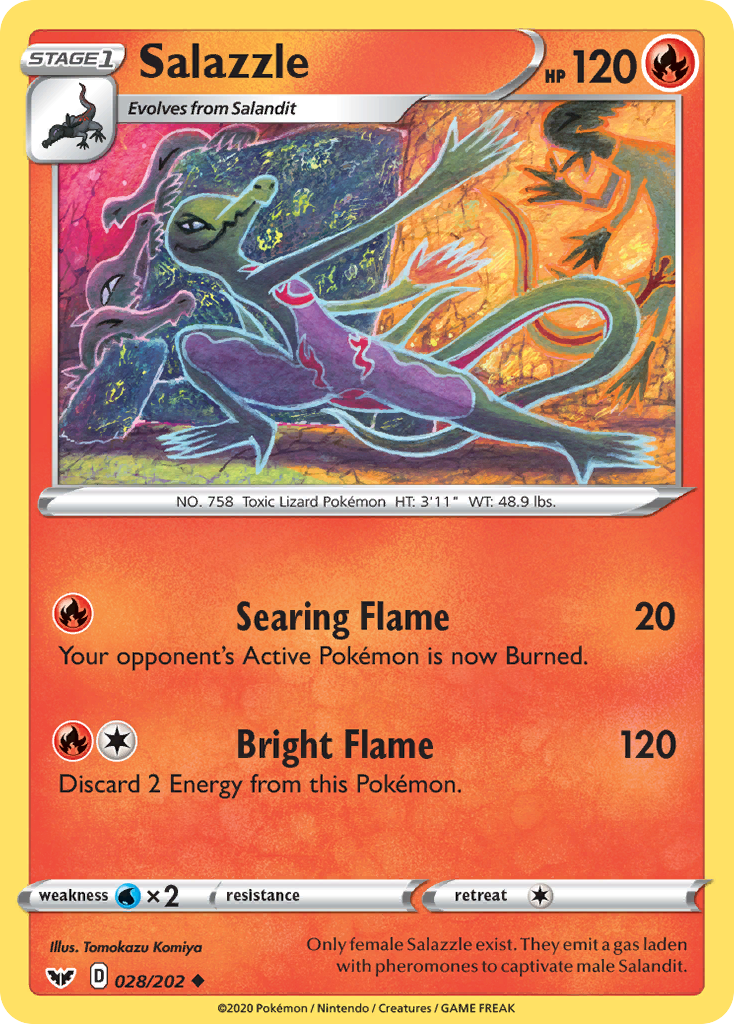 STAGE1
Salazzle
HP 120
Evolves from Salandit
NO. 758 Toxic Lizard Pokémon HT: 3'11" WT: 48.9 lbs.
Searing Flame 20
Your opponent's Active Pokémon is now Burned.
Bright Flame 120
Discard 2 Energy from this Pokémon.
weakness ×2 resistance retreat
Illus. Tomokazu Komiya
Only female Salazzle exist. They emit a gas laden
with pheromones to captivate male Salandit.
D 028/202
©2020 Pokémon / Nintendo / Creatures / GAME FREAK